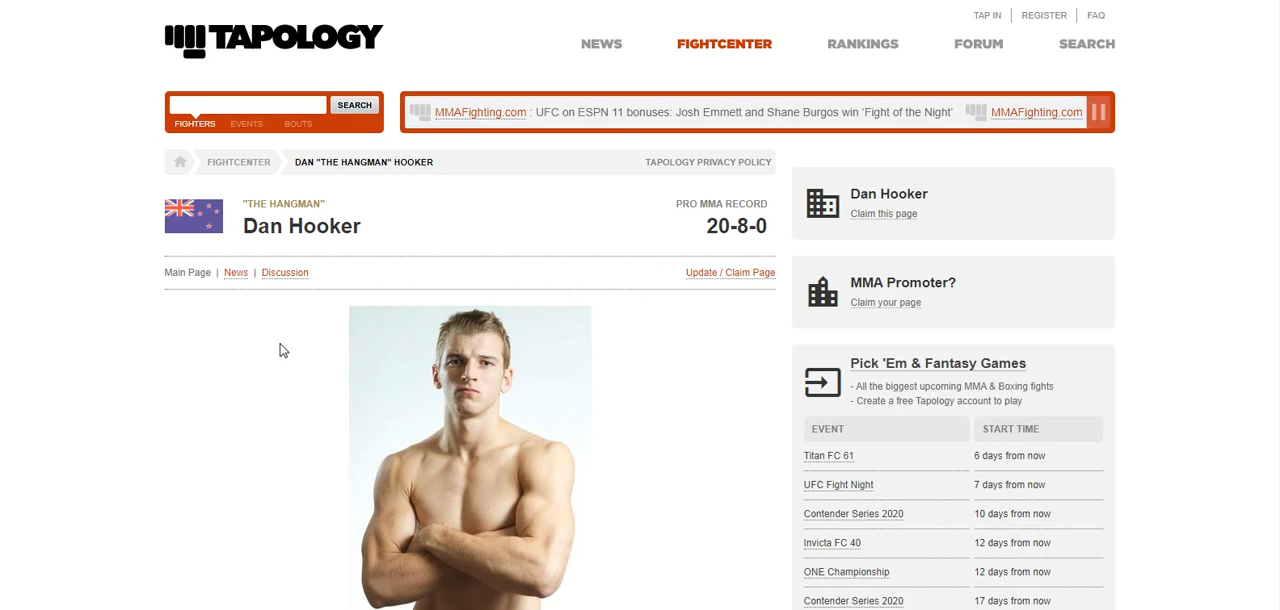 TAP IN | REGISTER | FAQ
TAPOLOGY
NEWS FIGHTCENTER RANKINGS FORUM SEARCH
SEARCH
FIGHTERS EVENTS BOUTS
MMAFighting.com : UFC on ESPN 11 bonuses: Josh Emmett and Shane Burgos win 'Fight of the Night' MMAFighting.com
FIGHTCENTER DAN "THE HANGMAN" HOOKER TAPOLOGY PRIVACY POLICY
"THE HANGMAN"
Dan Hooker
PRO MMA RECORD
20-8-0
Main Page | News | Discussion
Update / Claim Page
Dan Hooker
Claim this page
MMA Promoter?
Claim your page
Pick 'Em & Fantasy Games
- All the biggest upcoming MMA & Boxing fights
- Create a free Tapology account to play
EVENT START TIME
Titan FC 61 6 days from now
UFC Fight Night 7 days from now
Contender Series 2020 10 days from now
Invicta FC 40 12 days from now
ONE Championship 12 days from now
Contender Series 2020 17 days from now